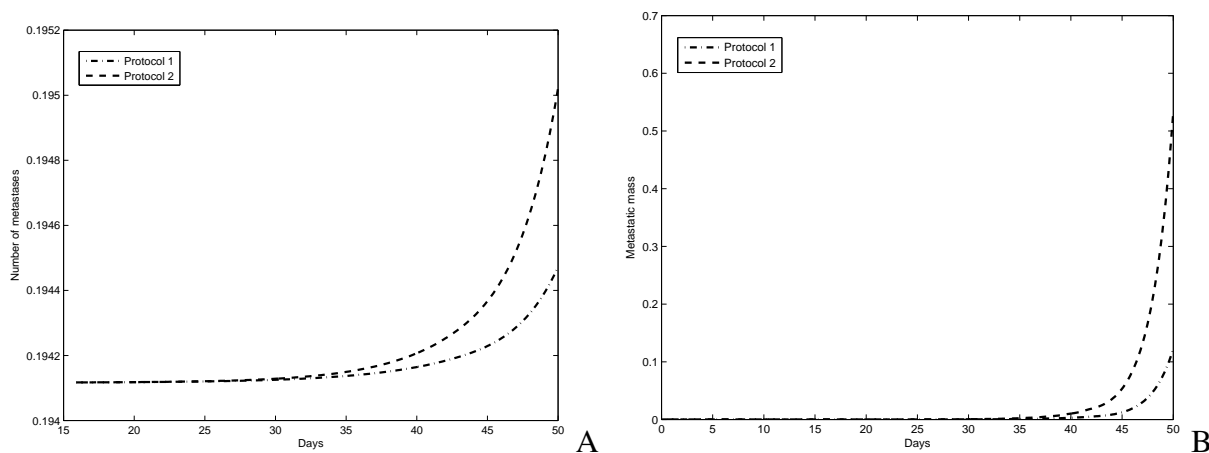 0.1952
0.195
0.1948
0.1946
0.1944
0.1942
0.194
Number of metastases
Protocol 1
Protocol 2
15 20 25 30 35 40 45 50
Days
A
0.7
0.6
0.5
0.4
0.3
0.2
0.1
0
Metastatic mass
Protocol 1
Protocol 2
0 5 10 15 20 25 30 35 40 45 50
Days
B